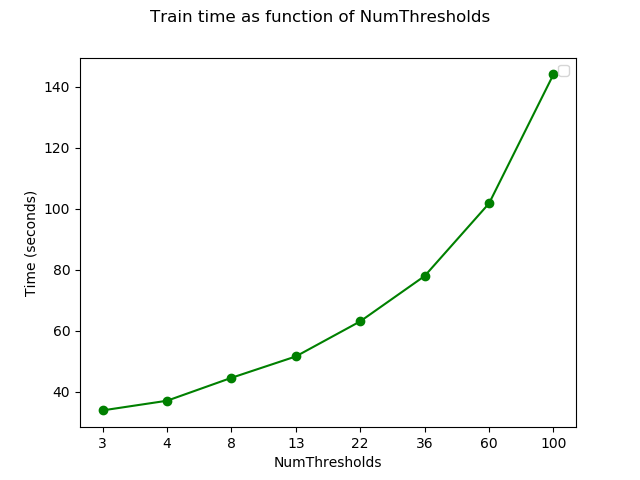 Train time as function of NumThresholds
140
120
100
80
60
40
Time (seconds)
3 4 8 13 22 36 60 100
NumThresholds